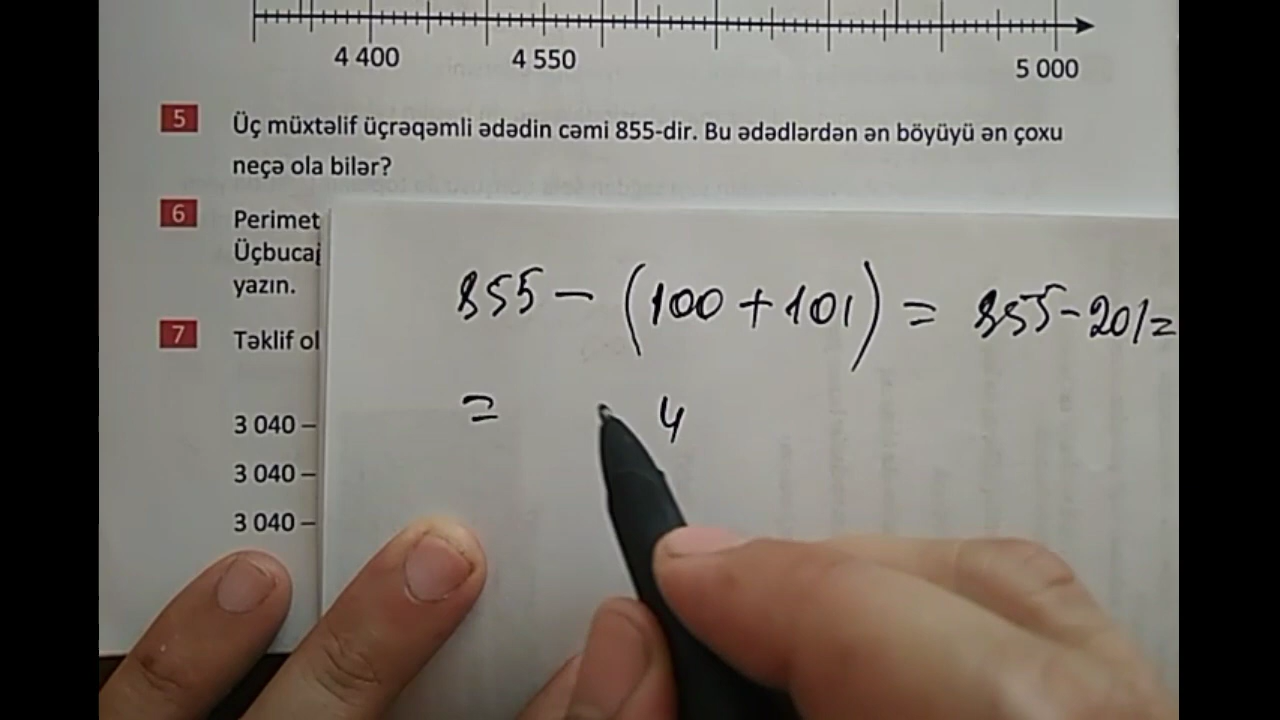 4 400 4 550 5 000
5 Üç müxtəlif üçrəqəmli ədədin cəmi 855-dir. Bu ədədlərdən ən böyüyü ən çoxu
neçə ola bilər?
6 Perimet
Üçbucaj
yazın.
7 Təklif ol
3 040 –
3 040 –
3 040 –
855 – (100 + 101) = 855 - 201=
= 4